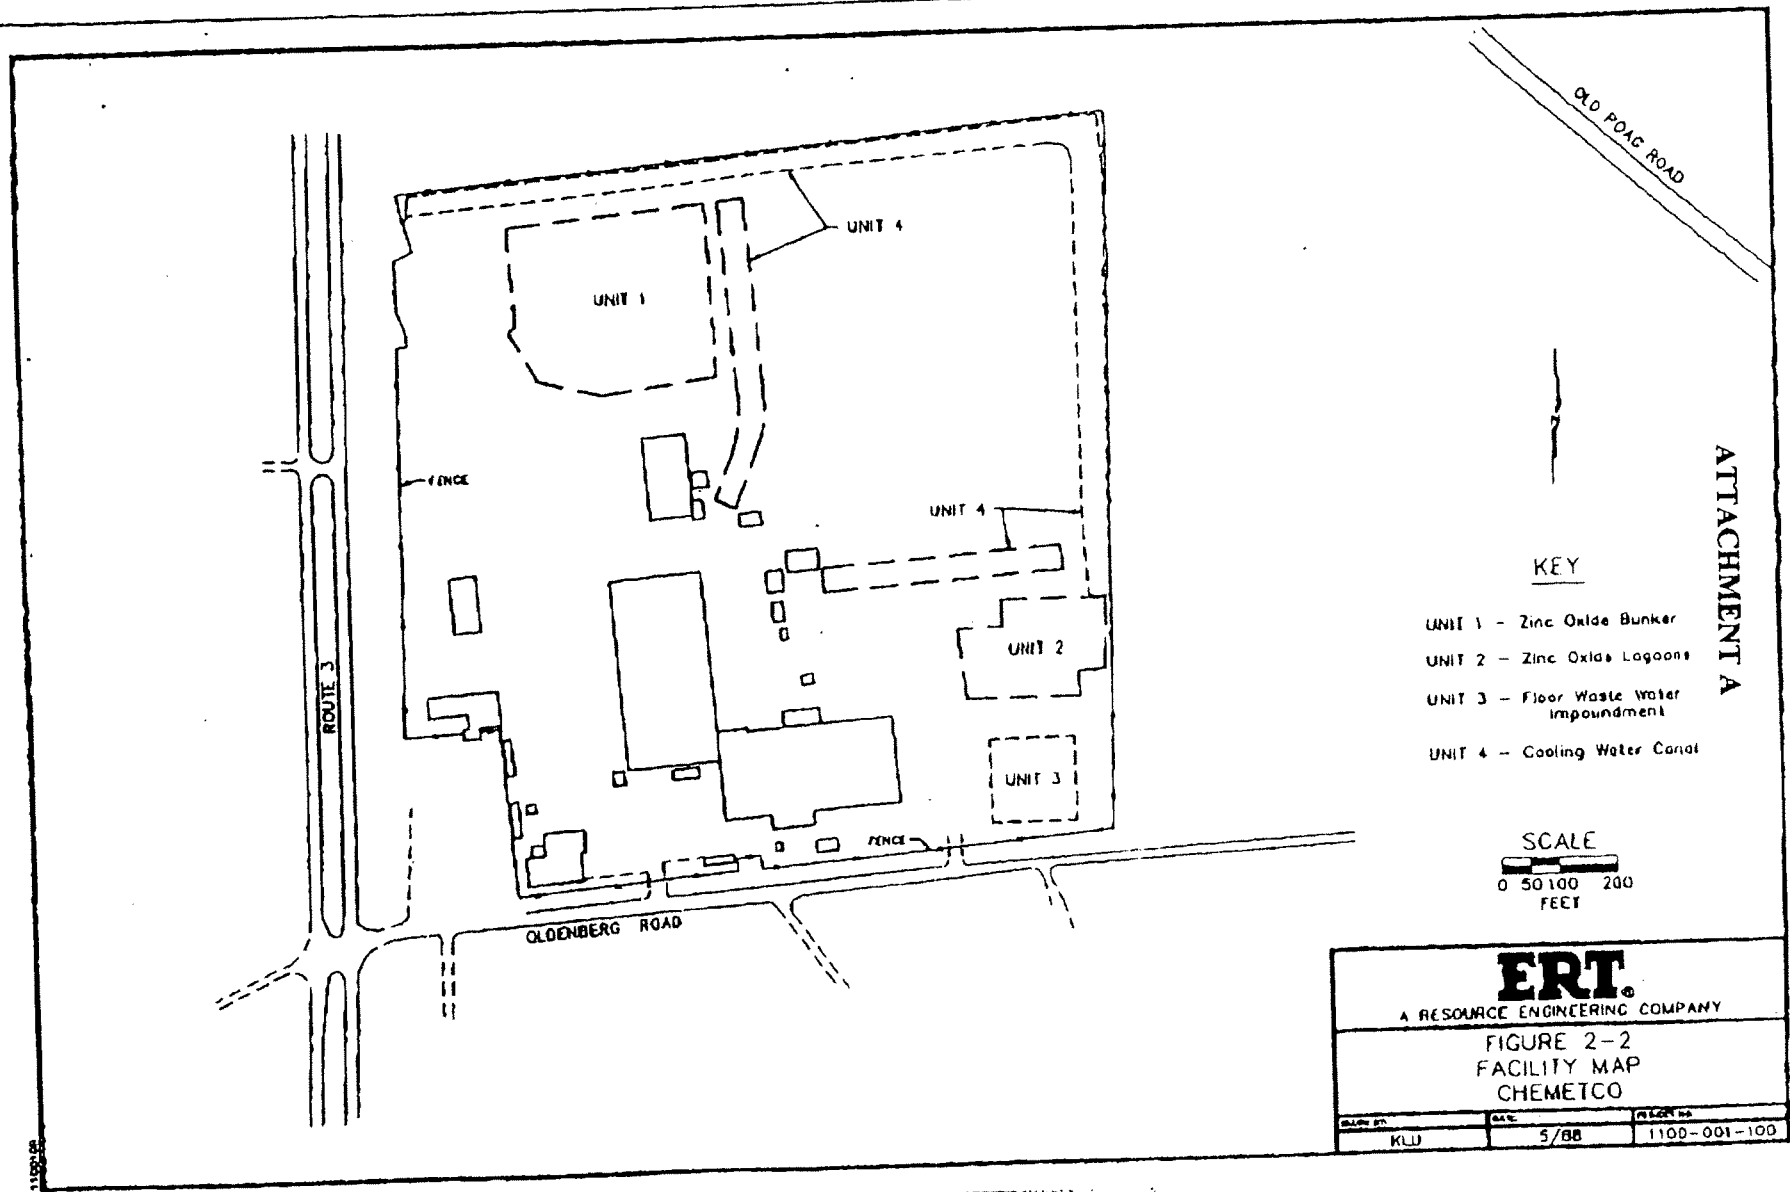 OLD POAG ROAD
UNIT 4
UNIT 1
FENCE
UNIT 4
ATTACHMENT A
KEY
UNIT 1 - Zinc Oxide Bunker
UNIT 2 - Zinc Oxide Lagoons
UNIT 3 - Floor Waste Water
Impoundment
UNIT 4 - Cooling Water Canal
UNIT 2
ROUTE 3
UNIT 3
FENCE
SCALE
0 50 100 200
FEET
OLDENBERG ROAD
ERT®
A RESOURCE ENGINEERING COMPANY
FIGURE 2-2
FACILITY MAP
CHEMETCO
DATE
5/88
1100-001-100